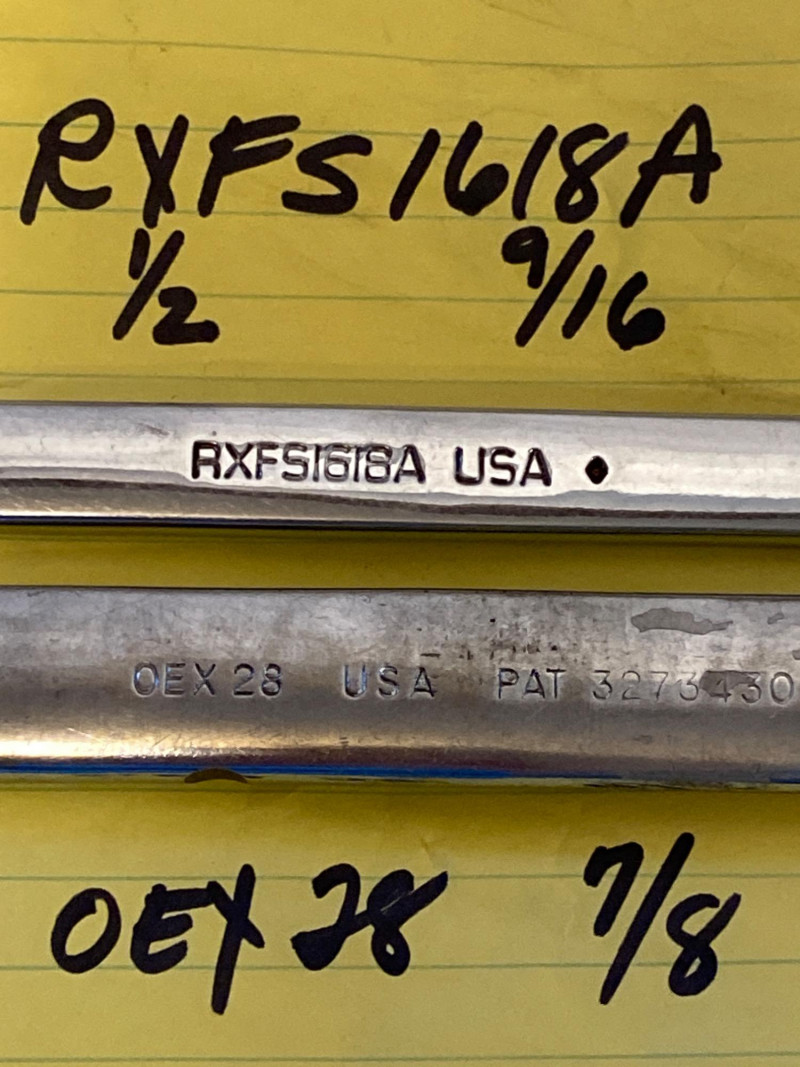 RXFS1618A
1/2 9/16
RXFS1618A USA
OEX 28 USA PAT 3273430
OEX 28 7/8